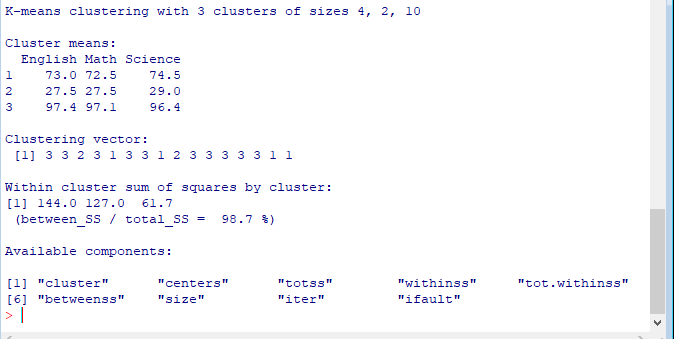 K-means clustering with 3 clusters of sizes 4, 2, 10
Cluster means:
English Math Science
1 73.0 72.5 74.5
2 27.5 27.5 29.0
3 97.4 97.1 96.4
Clustering vector:
[1] 3 3 2 3 1 3 3 1 2 3 3 3 3 3 1 1
Within cluster sum of squares by cluster:
[1] 144.0 127.0 61.7
(between_SS / total_SS = 98.7 %)
Available components:
[1] "cluster" "centers" "totss" "withinss" "tot.withinss"
[6] "betweenss" "size" "iter" "ifault"
>